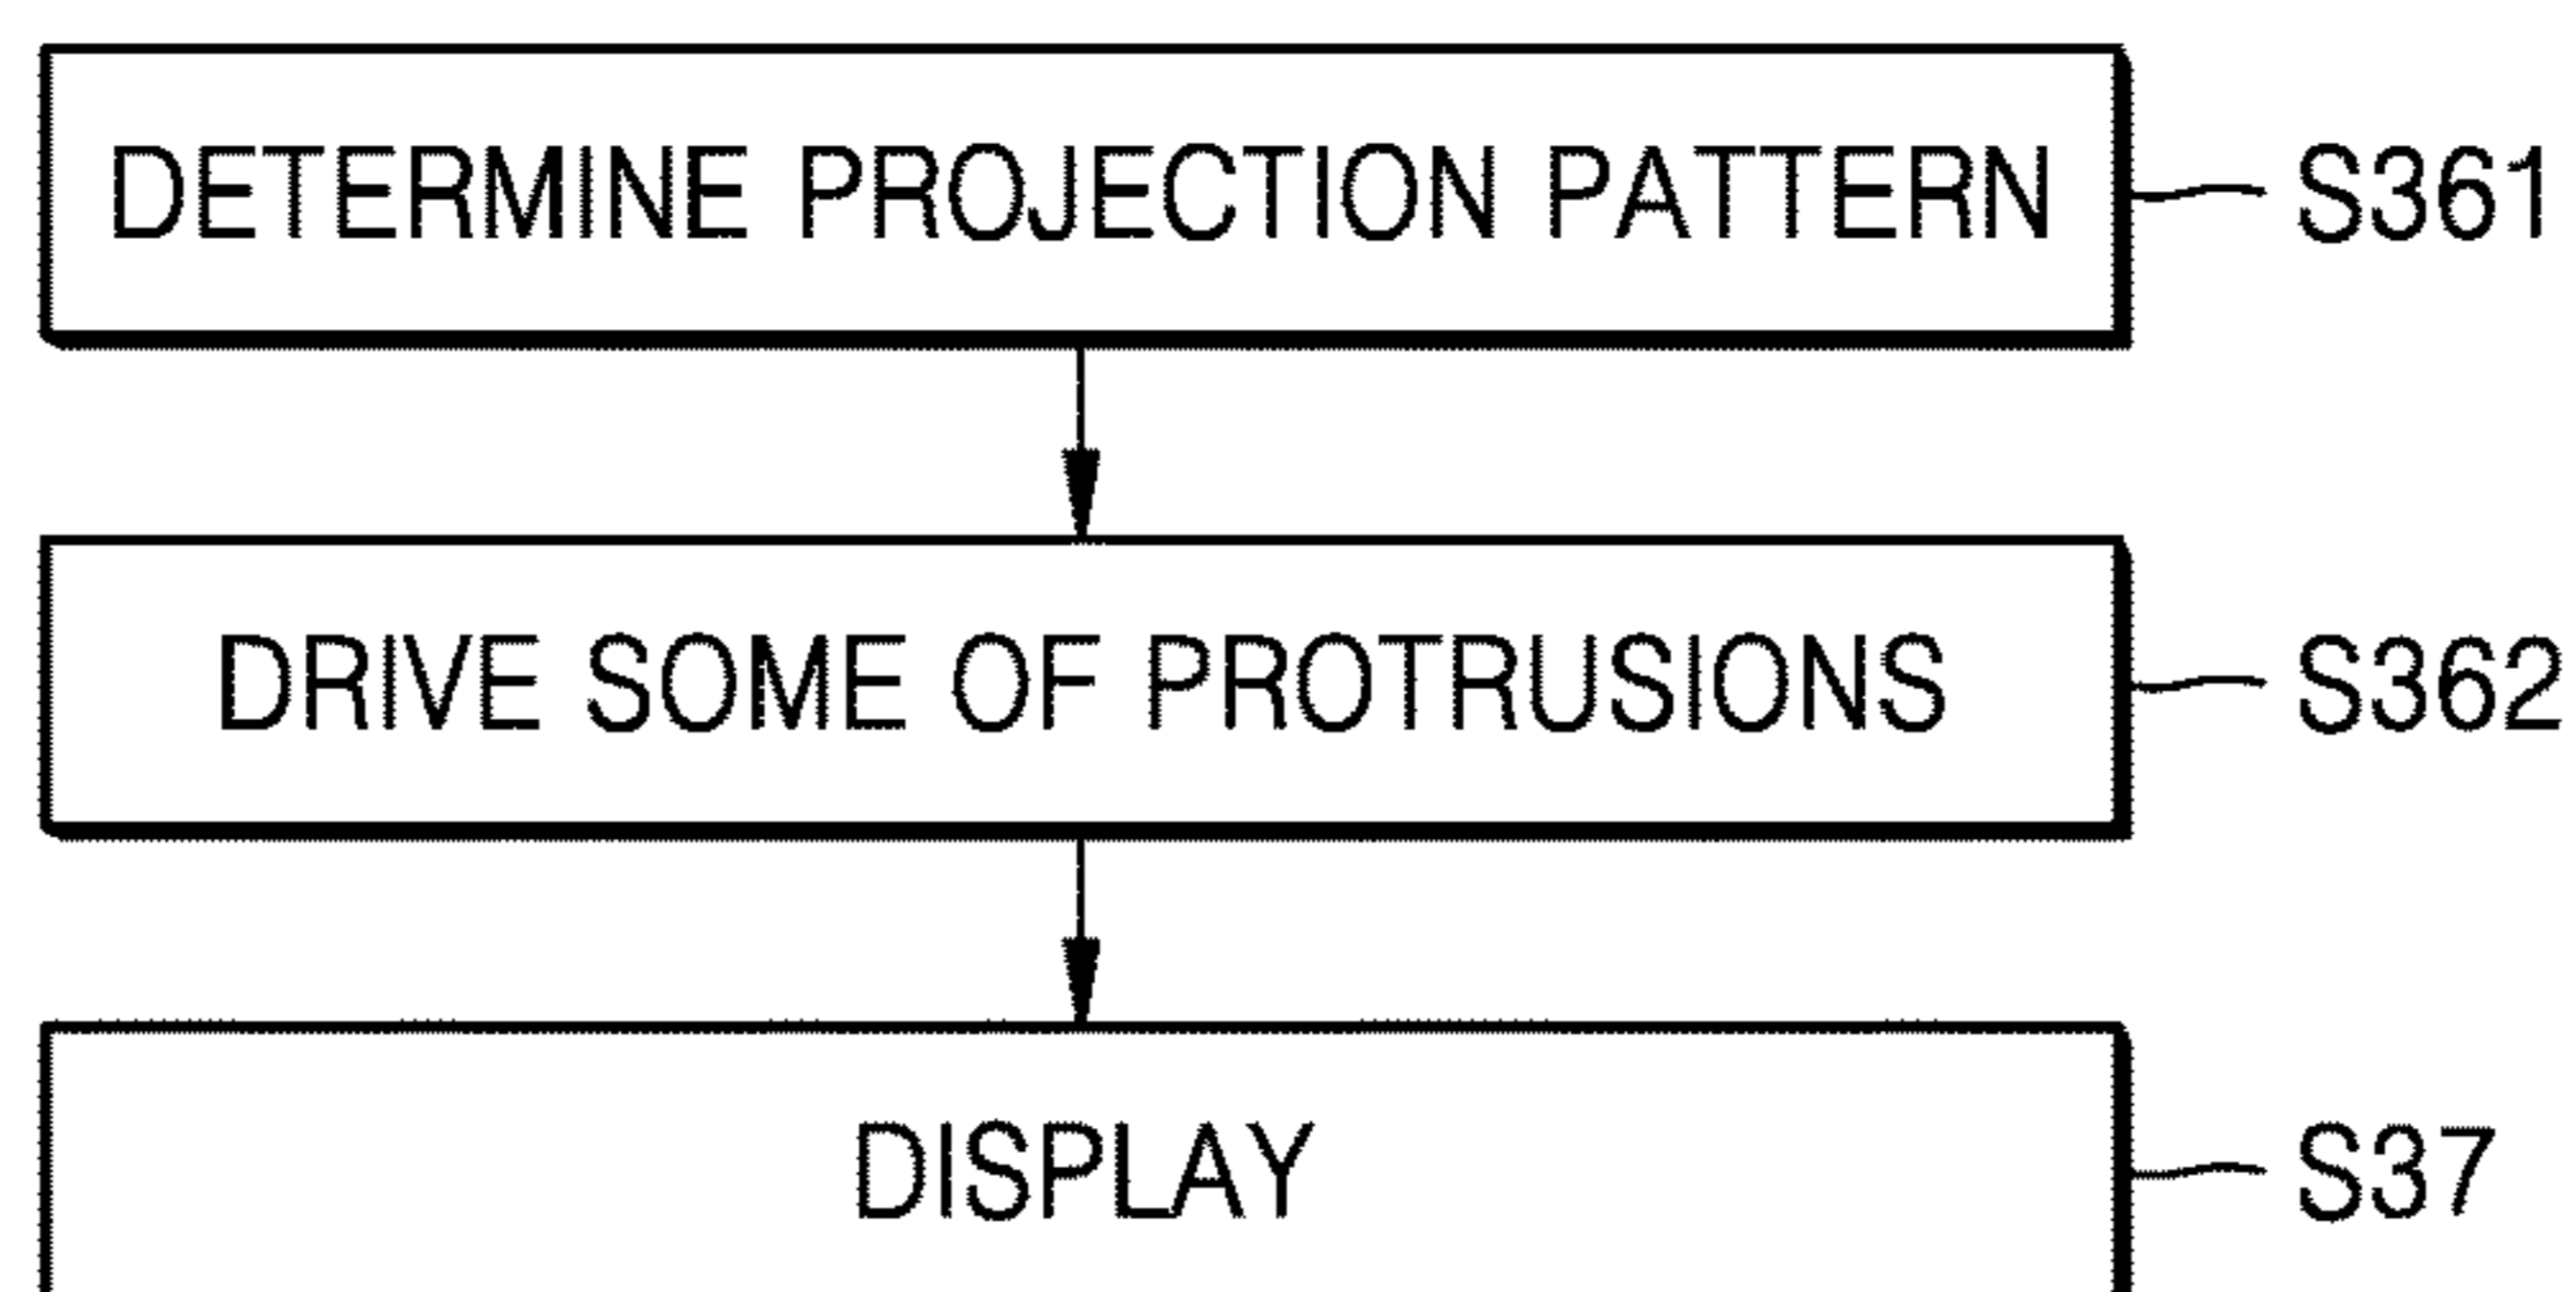 DETERMINE PROJECTION PATTERN S361
DRIVE SOME OF PROTRUSIONS S362
DISPLAY S37